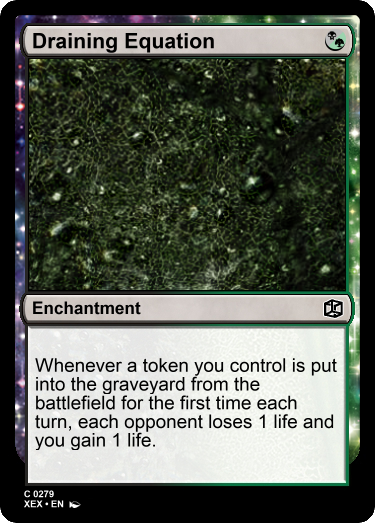 Draining Equation
Enchantment
Whenever a token you control is put
into the graveyard from the
battlefield for the first time each
turn, each opponent loses 1 life and
you gain 1 life.
C 0279
XEX • EN